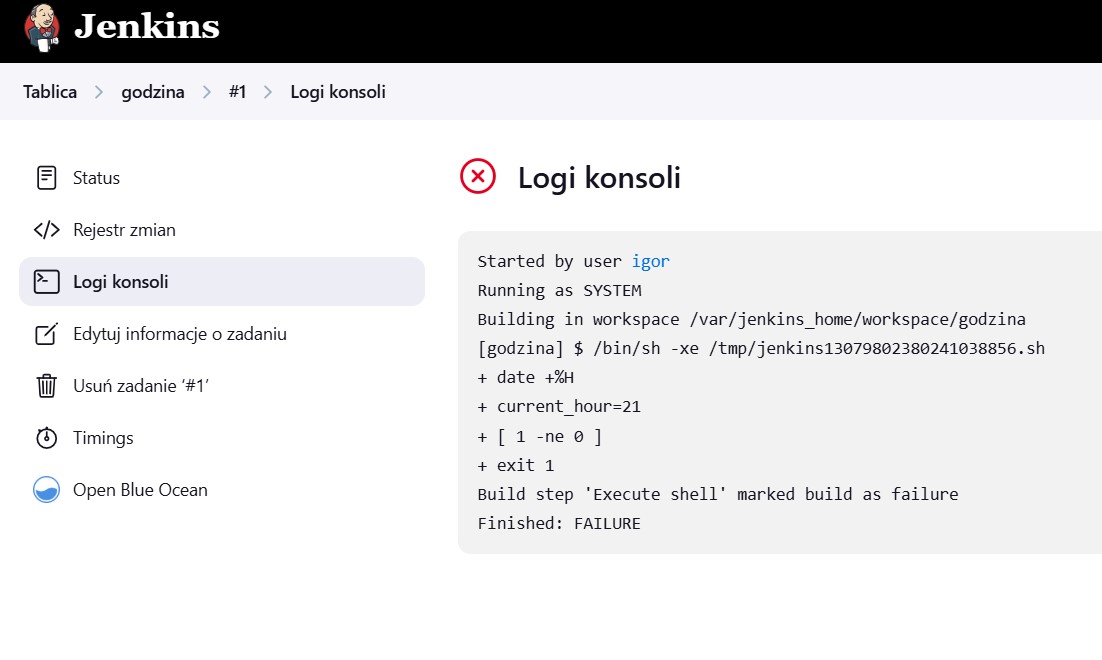 Jenkins
Tablica > godzina > #1 > Logi konsoli
Status
Rejestr zmian
Logi konsoli
Edytuj informacje o zadaniu
Usuń zadanie ‘#1’
Timings
Open Blue Ocean
Logi konsoli
Started by user igor
Running as SYSTEM
Building in workspace /var/jenkins_home/workspace/godzina
[godzina] $ /bin/sh -xe /tmp/jenkins13079802380241038856.sh
+ date +%H
+ current_hour=21
+ [ 1 -ne 0 ]
+ exit 1
Build step 'Execute shell' marked build as failure
Finished: FAILURE